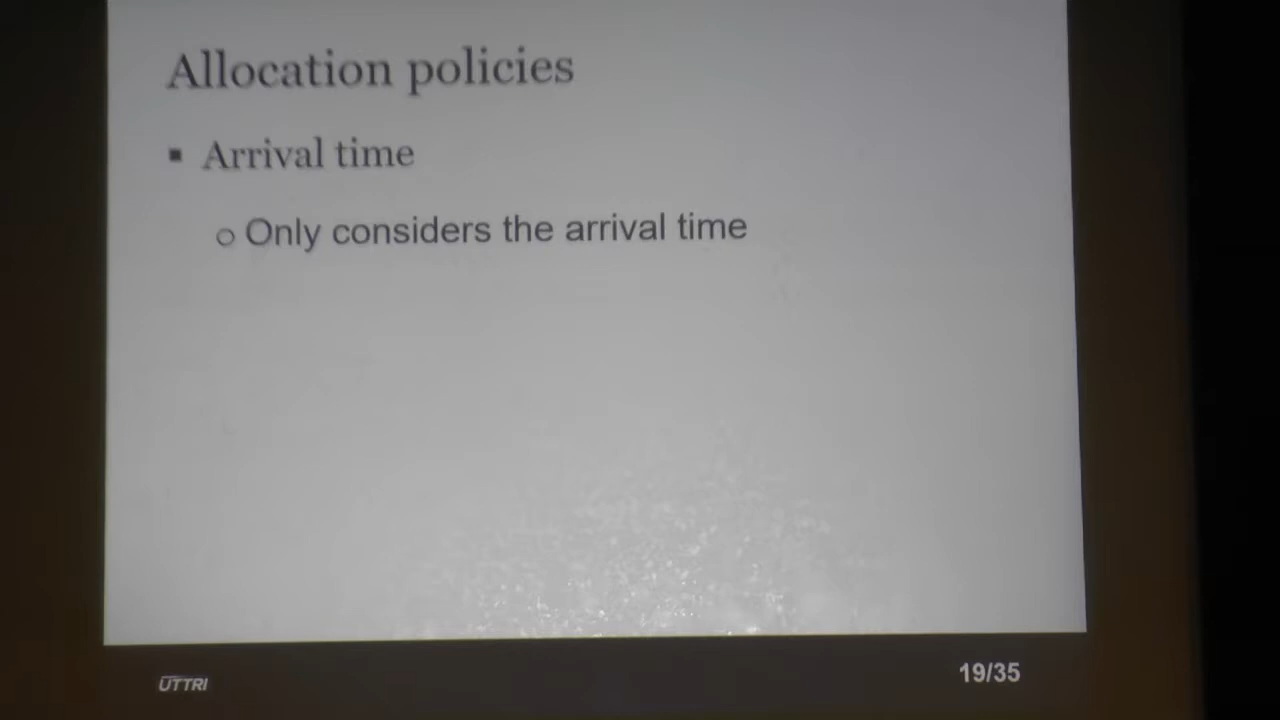 Allocation policies
▪ Arrival time
o Only considers the arrival time
UTTRI
19/35